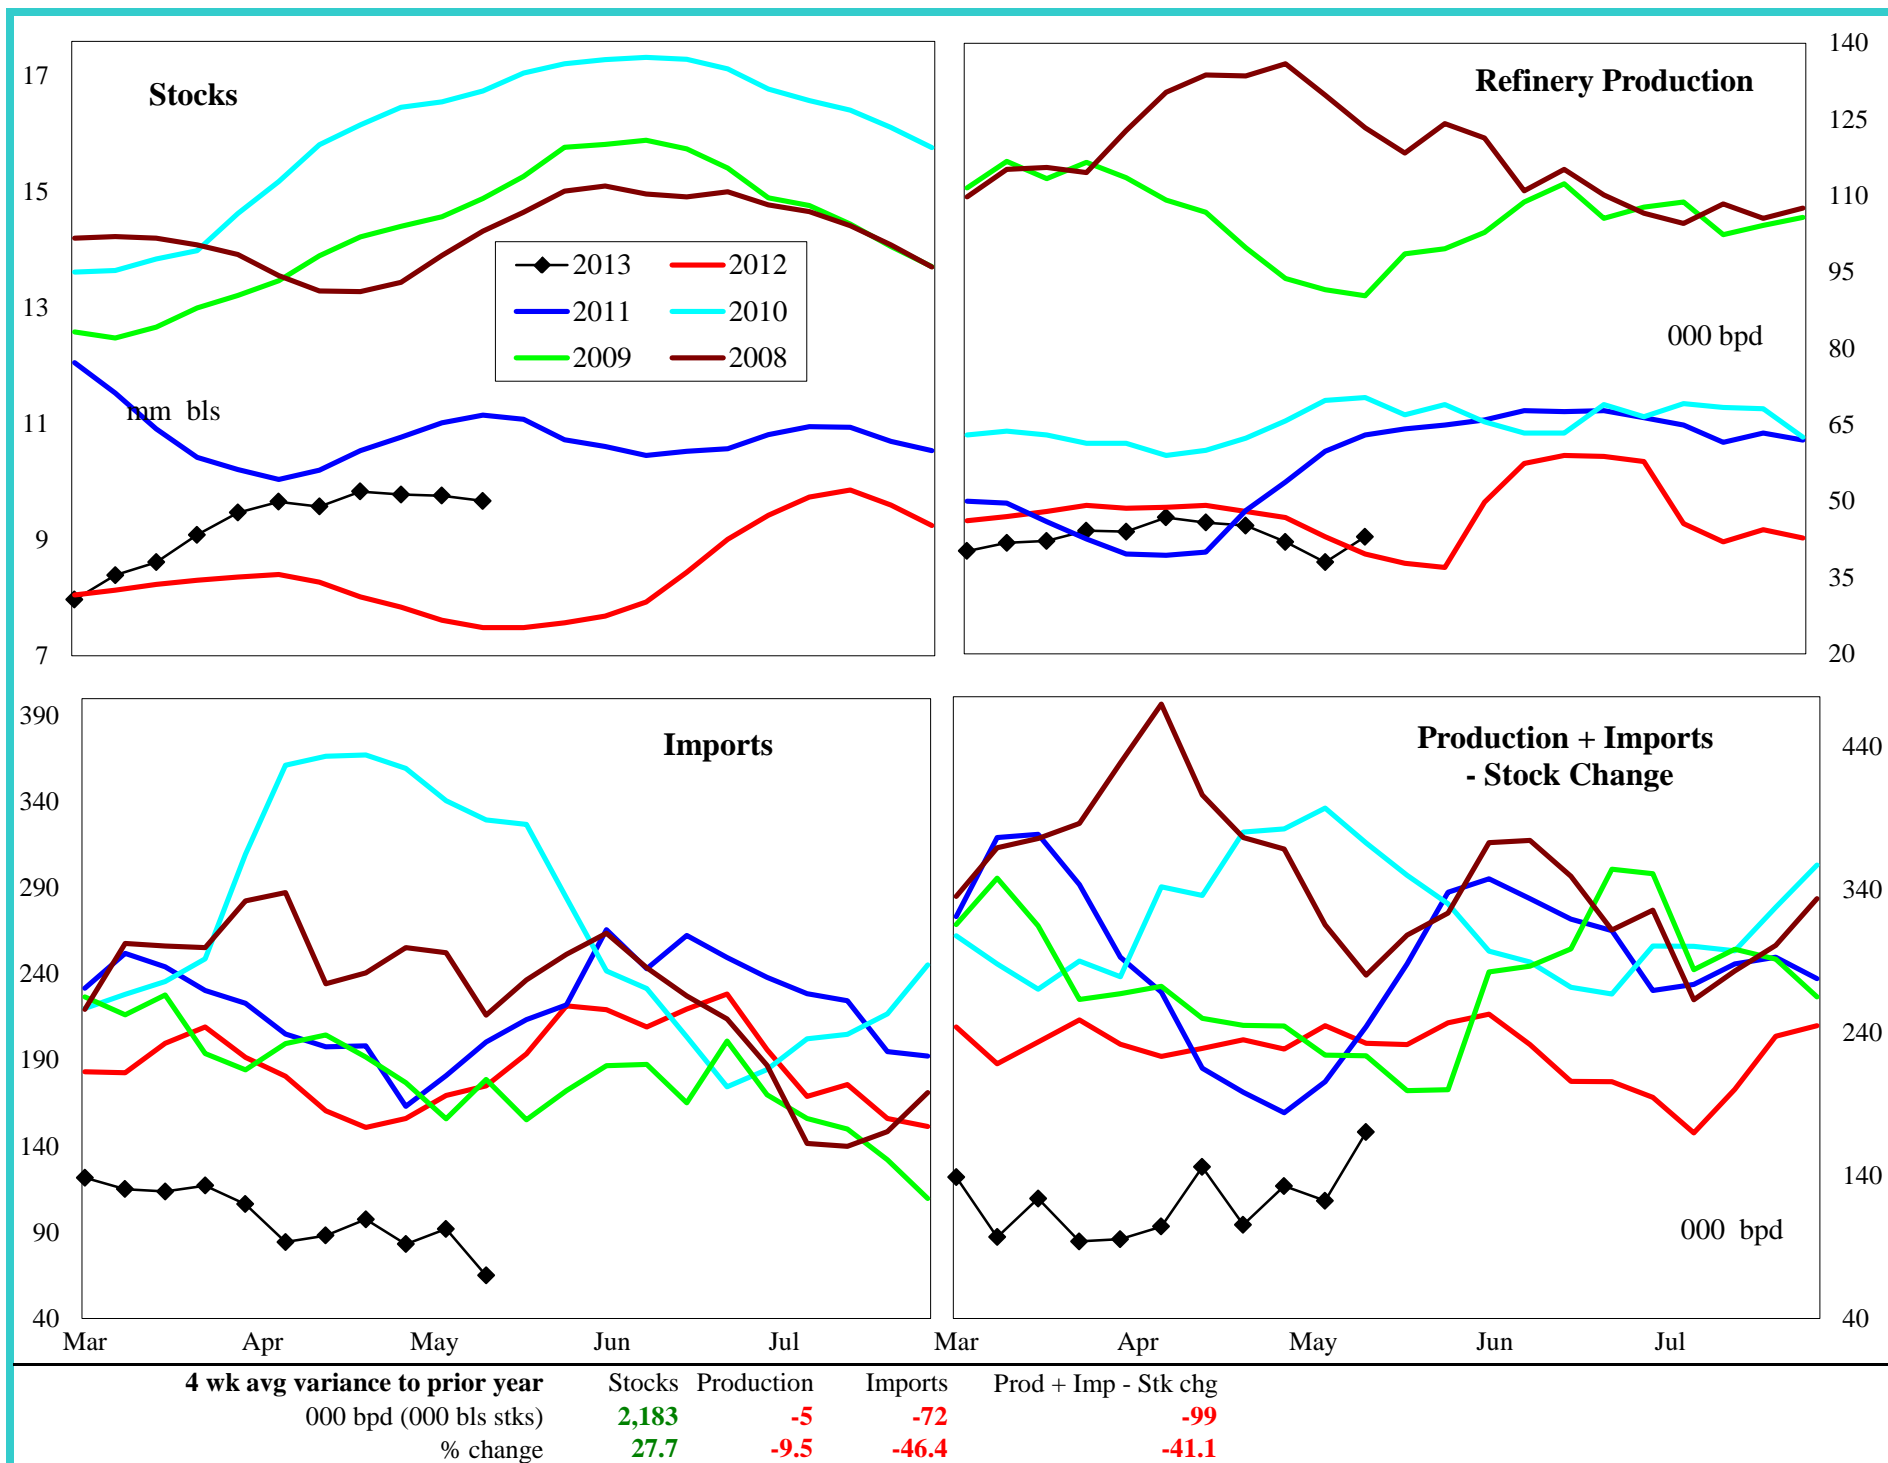 Stocks
17
15
13
11
9
7
mm bls
2013 2012
2011 2010
2009 2008
Refinery Production
140
125
110
95
80
65
50
35
20
000 bpd
Imports
390
340
290
240
190
140
90
40
Mar Apr May Jun Jul
Production + Imports
- Stock Change
440
340
240
140
40
000 bpd
Mar Apr May Jun Jul
4 wk avg variance to prior year Stocks Production Imports Prod + Imp - Stk chg
000 bpd (000 bls stks) 2,183 -5 -72 -99
% change 27.7 -9.5 -46.4 -41.1